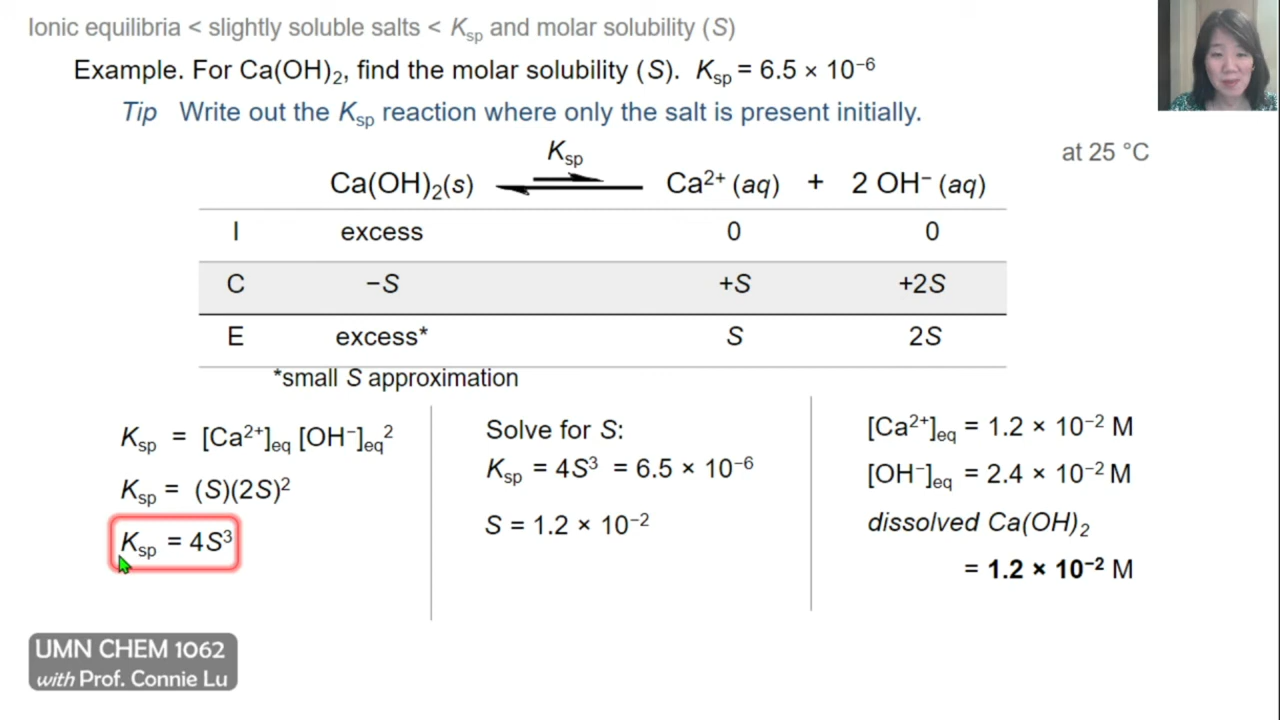 Ionic equilibria < slightly soluble salts < Ksp and molar solubility (S)
Example. For Ca(OH)₂, find the molar solubility (S). Ksp = 6.5 × 10⁻⁶
Tip Write out the Ksp reaction where only the salt is present initially.
at 25 °C
Ksp
Ca(OH)₂(s) ⇌ Ca²⁺ (aq) + 2 OH⁻ (aq)
I excess 0 0
C −S +S +2S
E excess* S 2S
*small S approximation
Ksp = [Ca²⁺]eq [OH⁻]eq²
Ksp = (S)(2S)²
Ksp = 4S³
Solve for S:
Ksp = 4S³ = 6.5 × 10⁻⁶
S = 1.2 × 10⁻²
[Ca²⁺]eq = 1.2 × 10⁻² M
[OH⁻]eq = 2.4 × 10⁻² M
dissolved Ca(OH)₂
= 1.2 × 10⁻² M
UMN CHEM 1062
with Prof. Connie Lu